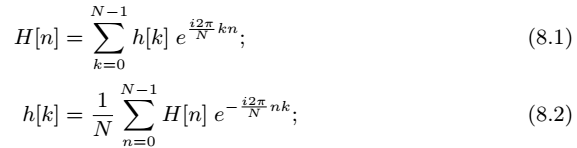 H[n] = \sum_{k=0}^{N-1} h[k] e^{\frac{i2\pi}{N} kn}; (8.1)
h[k] = \frac{1}{N} \sum_{n=0}^{N-1} H[n] e^{-\frac{i2\pi}{N} nk}; (8.2)